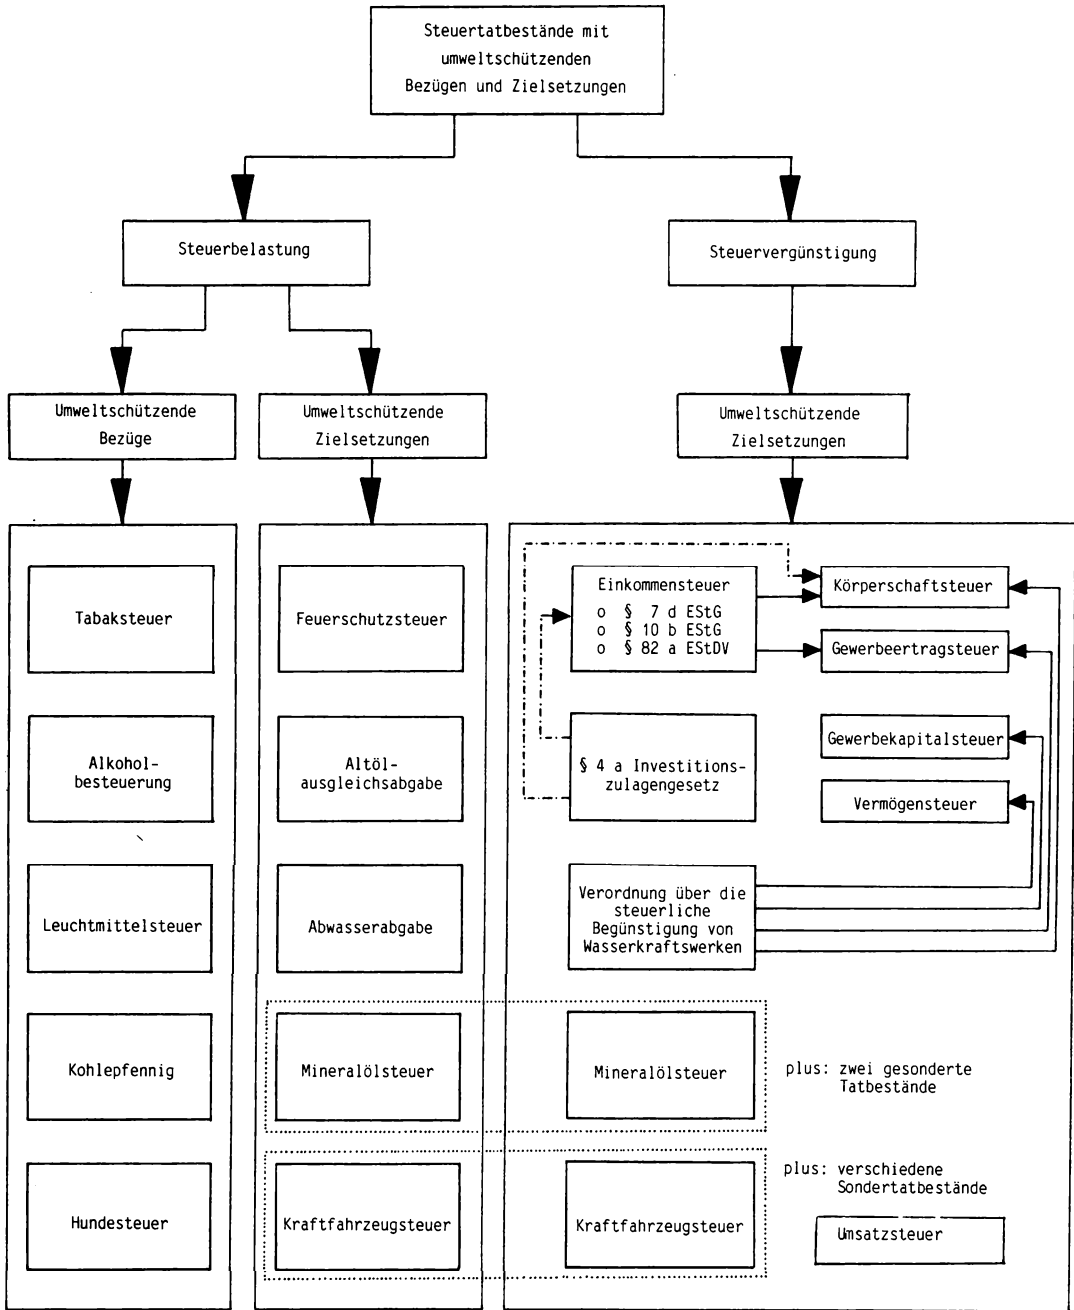 Steuertatbestände mit
umweltschützenden
Bezügen und Zielsetzungen
Steuerbelastung
Steuervergünstigung
Umweltschützende
Bezüge
Umweltschützende
Zielsetzungen
Umweltschützende
Zielsetzungen
Tabaksteuer
Alkohol-
besteuerung
Leuchtmittelsteuer
Kohlepfennig
Hundesteuer
Feuerschutzsteuer
Altöl-
ausgleichsabgabe
Abwasserabgabe
Mineralölsteuer
Kraftfahrzeugsteuer
Einkommensteuer
o § 7 d EStG
o § 10 b EStG
o § 82 a EStDV
Körperschaftsteuer
Gewerbeertragsteuer
§ 4 a Investitions-
zulagengesetz
Gewerbekapitalsteuer
Vermögensteuer
Verordnung über die
steuerliche
Begünstigung von
Wasserkraftswerken
Mineralölsteuer
plus: zwei gesonderte
Tatbestände
Kraftfahrzeugsteuer
plus: verschiedene
Sondertatbestände
Umsatzsteuer